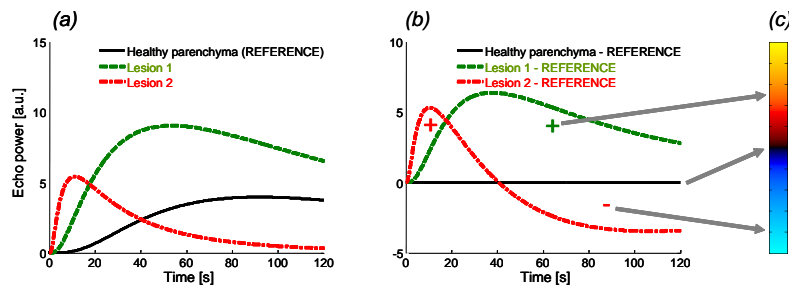 (a)
(b)
(c)
15
10
5
0
Echo power [a.u.]
Healthy parenchyma (REFERENCE)
Lesion 1
Lesion 2
0 20 40 60 80 100 120
Time [s]
10
5
0
-5
Healthy parenchyma - REFERENCE
Lesion 1 - REFERENCE
Lesion 2 - REFERENCE
+
+
-
0 20 40 60 80 100 120
Time [s]